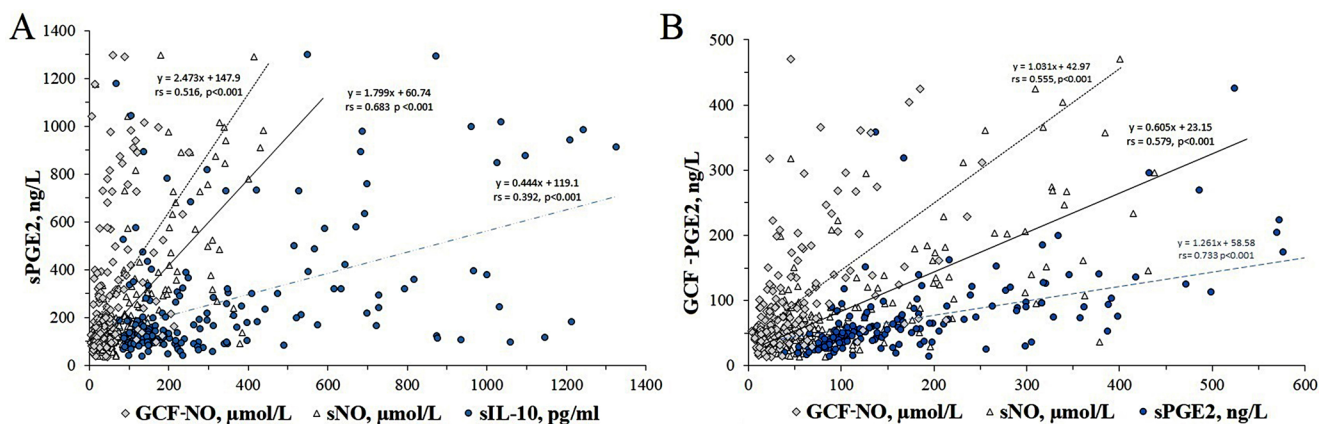 A
sPGE2, ng/L
1400
1200
1000
800
600
400
200
0
y = 2.473x + 147.9
rs = 0.516, p<0.001
y = 1.799x + 60.74
rs = 0.683 p <0.001
y = 0.444x + 119.1
rs = 0.392, p<0.001
0 200 400 600 800 1000 1200 1400
GCF-NO, μmol/L sNO, μmol/L sIL-10, pg/ml
B
GCF -PGE2, ng/L
500
400
300
200
100
0
y = 1.031x + 42.97
rs = 0.555, p<0.001
y = 0.605x + 23.15
rs = 0.579, p<0.001
y = 1.261x + 58.58
rs= 0.733 p<0.001
0 100 200 300 400 500 600
GCF-NO, μmol/L sNO, μmol/L sPGE2, ng/L